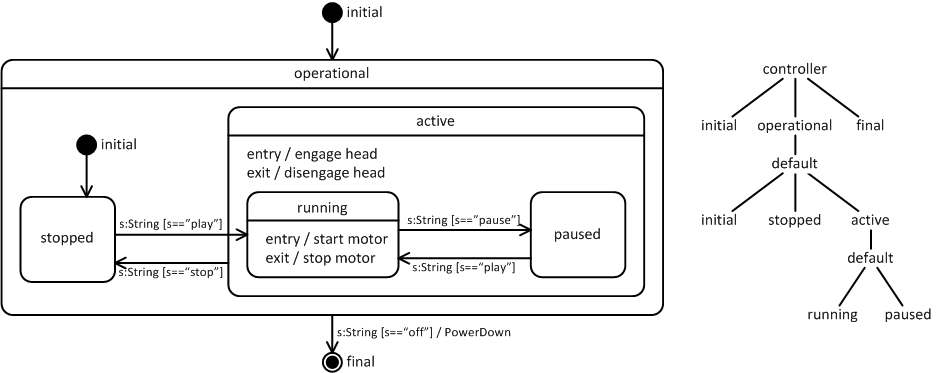 initial
operational
active
initial
entry / engage head
exit / disengage head
running
stopped
s:String [s==”play”]
s:String [s==”pause”]
paused
entry / start motor
exit / stop motor
s:String [s==“stop”]
s:String [s==“play”]
s:String [s==“off”] / PowerDown
final
controller
initial operational final
default
initial stopped active
default
running paused